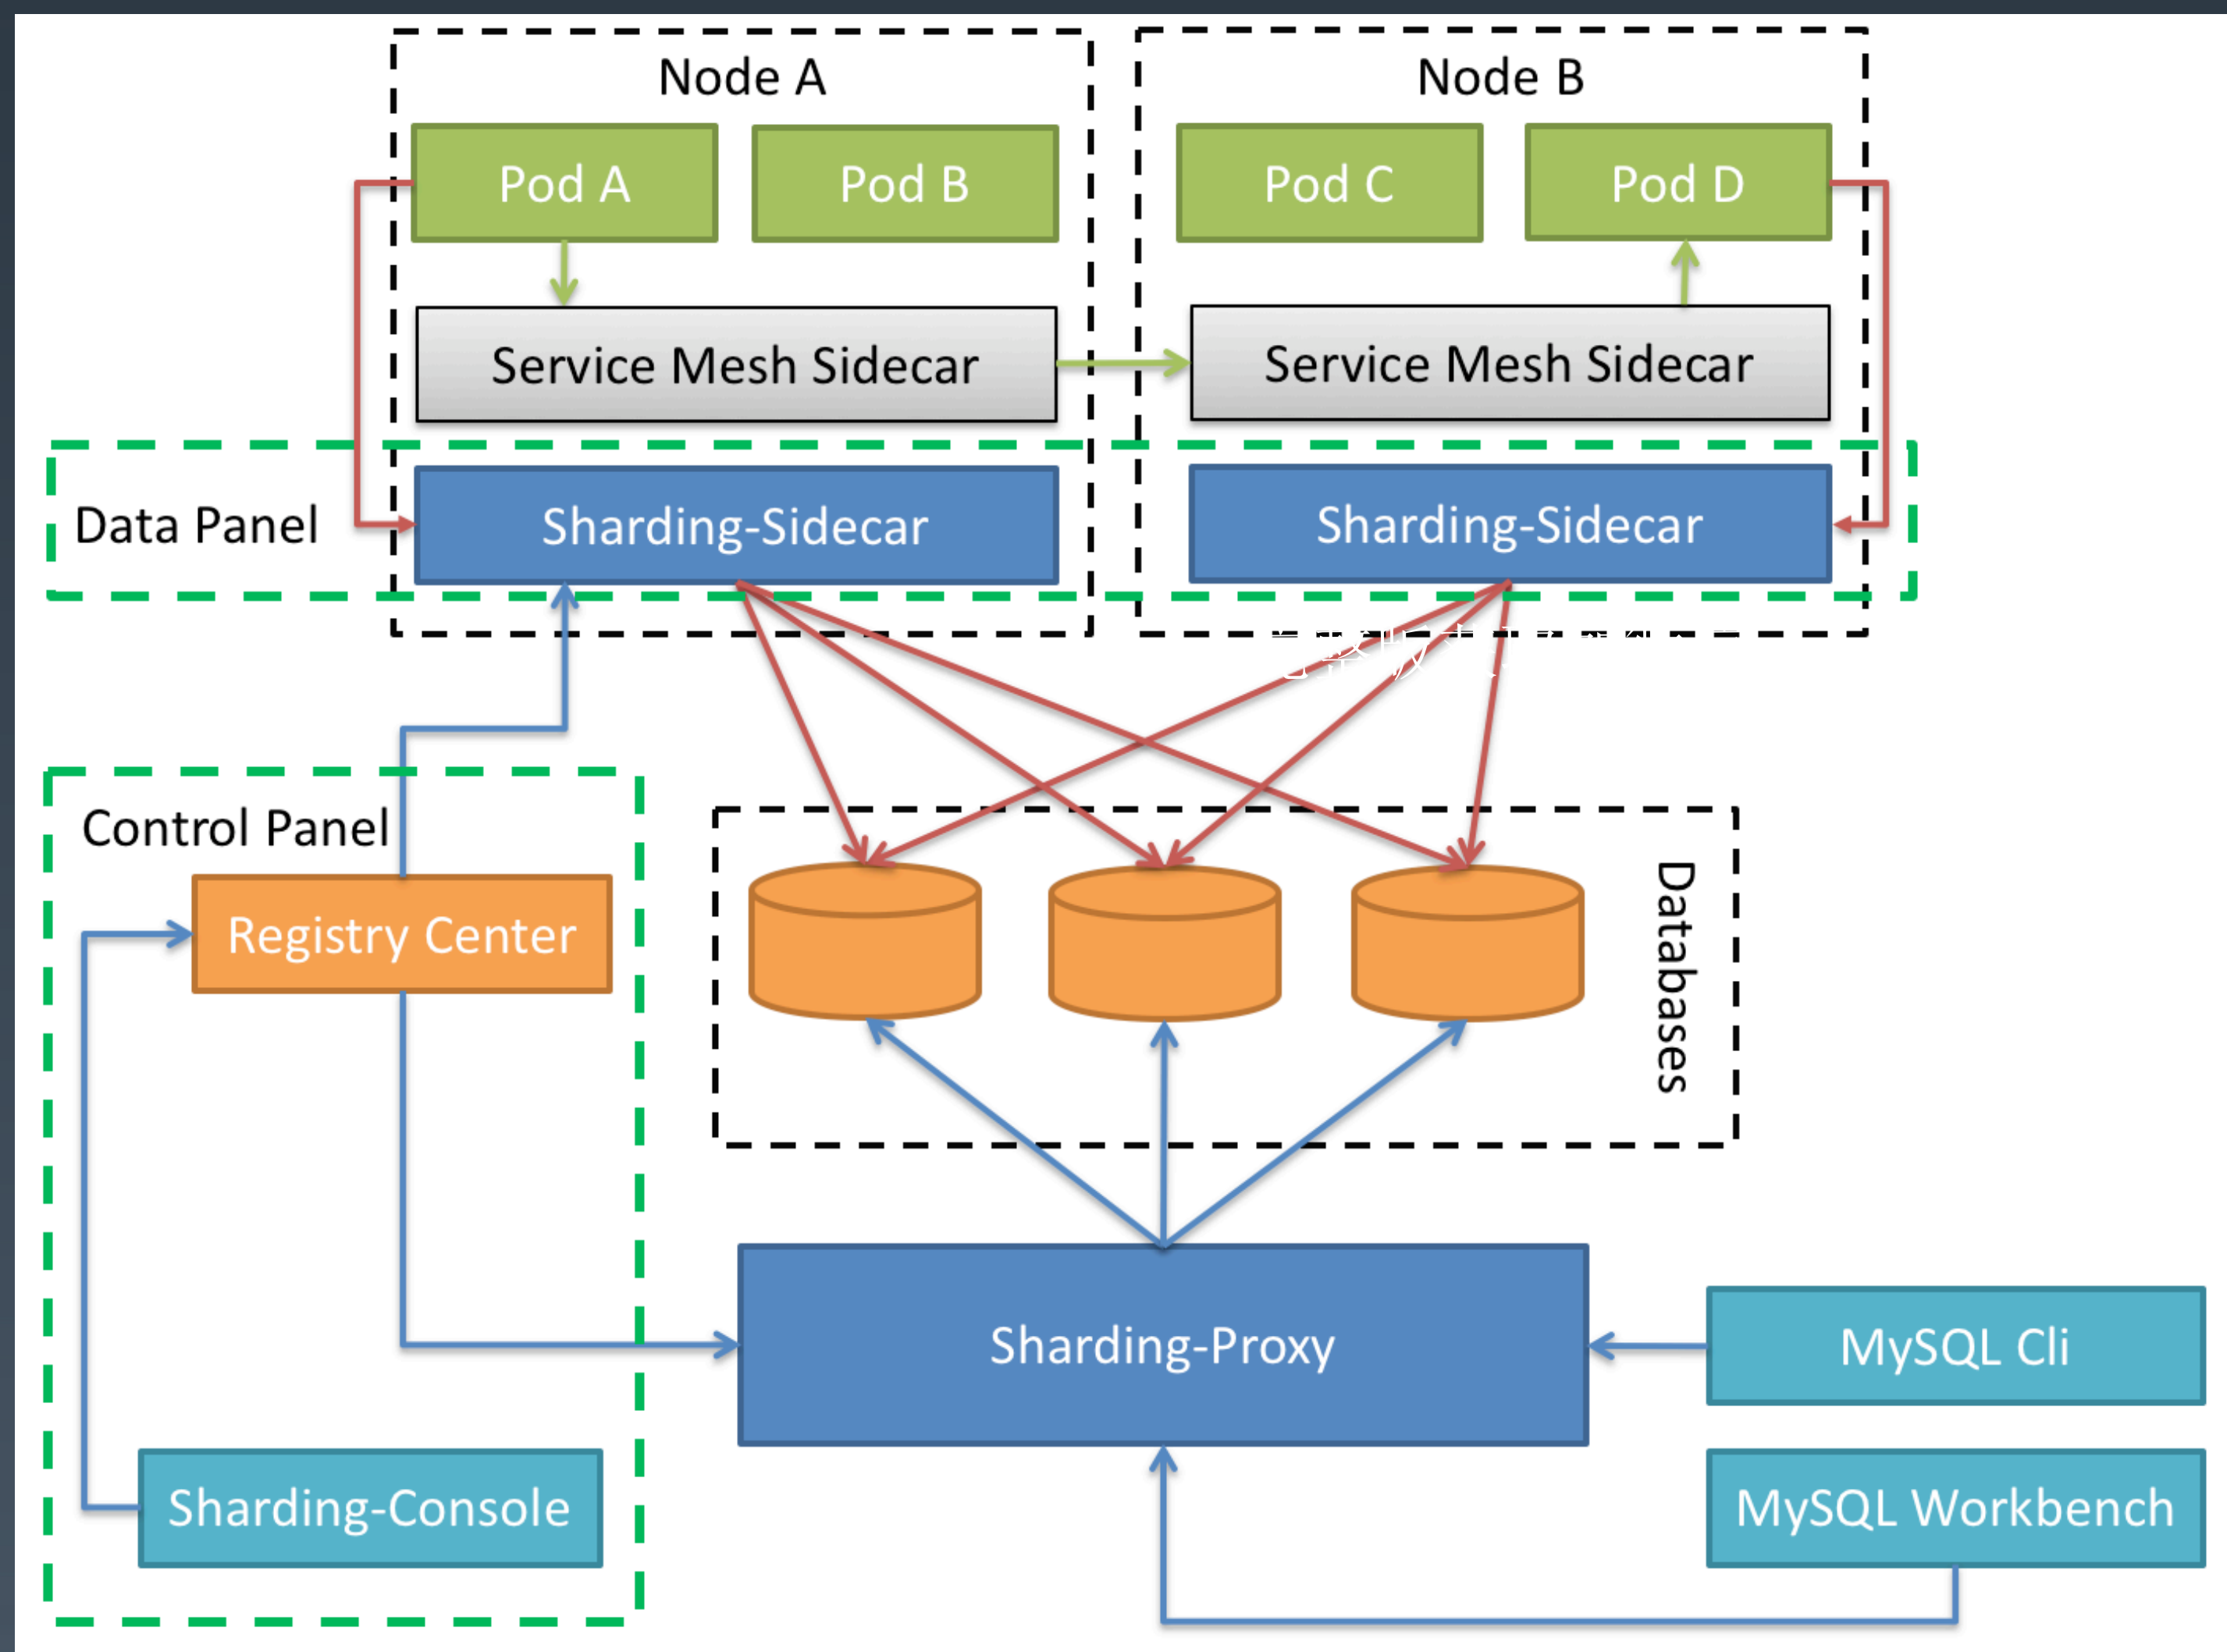 Node A
Node B
Pod A
Pod B
Pod C
Pod D
Service Mesh Sidecar
Service Mesh Sidecar
Data Panel
Sharding-Sidecar
Sharding-Sidecar
Control Panel
Registry Center
Databases
Sharding-Proxy
MySQL Cli
Sharding-Console
MySQL Workbench